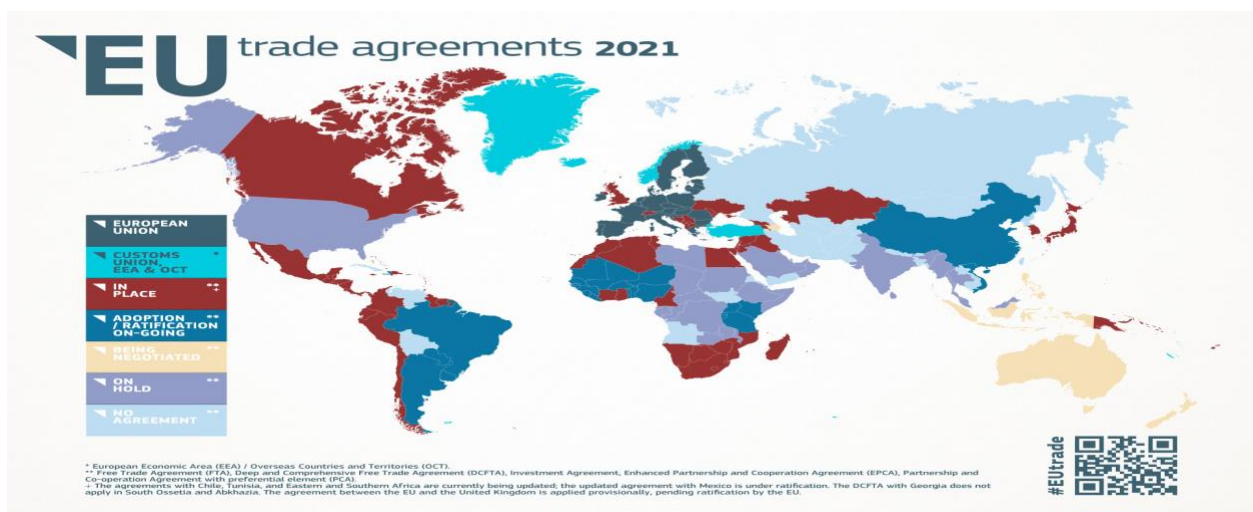 EU trade agreements 2021
EUROPEAN
UNION
CUSTOMS
UNION,
EEA & OCT *
IN
PLACE **+
ADOPTION
/ RATIFICATION
ON-GOING **
BEING
NEGOTIATED **
ON
HOLD **
NO
AGREEMENT **
* European Economic Area (EEA) / Overseas Countries and Territories (OCT).
** Free Trade Agreement (FTA), Deep and Comprehensive Free Trade Agreement (DCFTA), Investment Agreement, Enhanced Partnership and Cooperation Agreement (EPCA), Partnership and
Co-operation Agreement with preferential element (PCA).
+ The agreements with Chile, Tunisia, and Eastern and Southern Africa are currently being updated; the updated agreement with Mexico is under ratification. The DCFTA with Georgia does not
apply in South Ossetia and Abkhazia. The agreement between the EU and the United Kingdom is applied provisionally, pending ratification by the EU.
#EUtrade